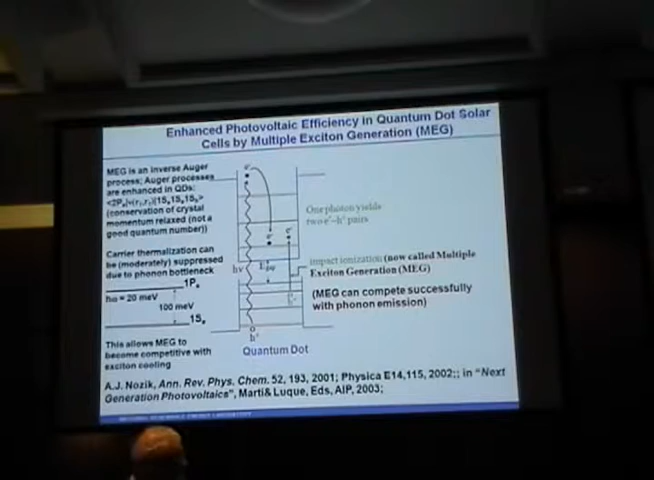 Enhanced Photovoltaic Efficiency in Quantum Dot Solar
Cells by Multiple Exciton Generation (MEG)
MEG is an inverse Auger
process; Auger processes
are enhanced in QDs:
(conservation of crystal
momentum relaxed (not a
good quantum number))
Carrier thermalization can
be (moderately) suppressed
due to phonon bottleneck
1Pₑ
hω = 20 meV
100 meV
1Sₑ
This allows MEG to
become competitive with
exciton cooling
One photon yields
two e⁻–h⁺ pairs
hν
impact ionization (now called Multiple
Exciton Generation (MEG)
(MEG can compete successfully
with phonon emission)
Quantum Dot
A.J. Nozik, Ann. Rev. Phys. Chem. 52, 193, 2001; Physica E14,115, 2002;; in "Next
Generation Photovoltaics", Marti& Luque, Eds, AIP, 2003;